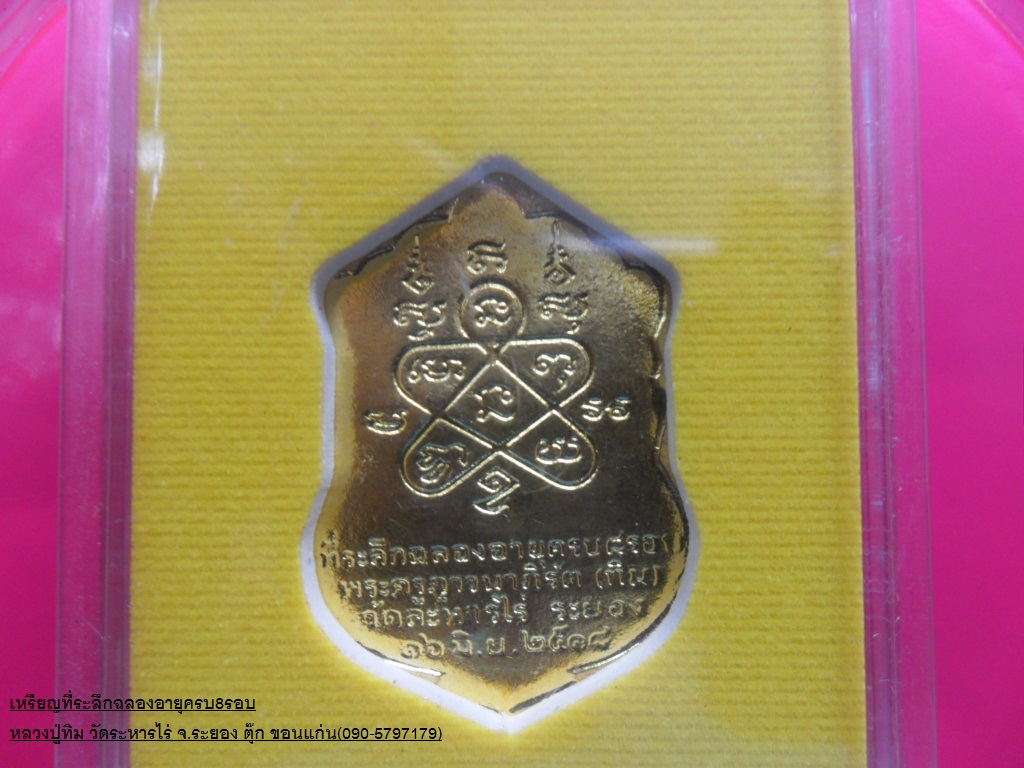 ที่ระลึกฉลองอายุครบ๘รอบ
พระครูภาวนาภิรัต (ทิม)
วัดละหารไร่ ระยอง
๑๖ มิ.ย. ๒๕๑๘
เหรียญที่ระลึกฉลองอายุครบ8รอบ
หลวงปู่ทิม วัดระหารไร่ จ.ระยอง ตุ๊ก ขอนแก่น(090-5797179)